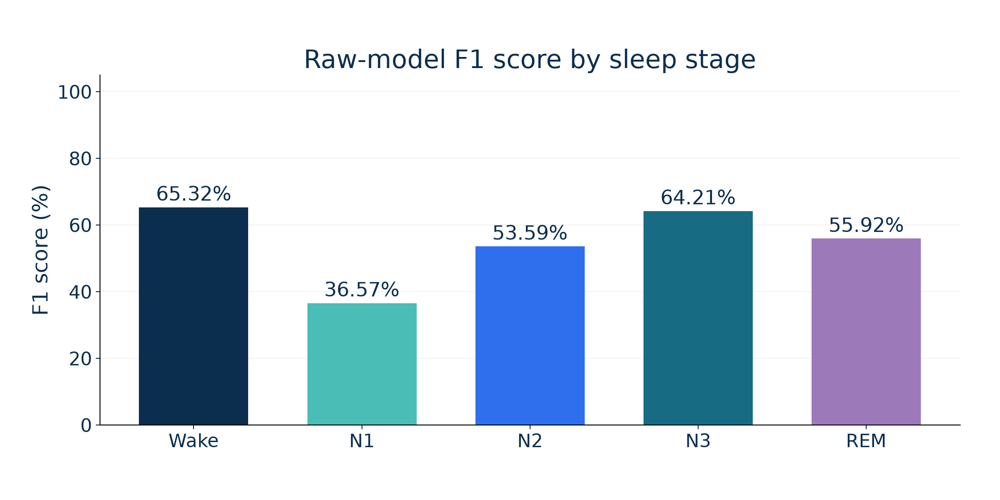 Raw-model F1 score by sleep stage
F1 score (%)
100
80
60
40
20
0
65.32%
36.57%
53.59%
64.21%
55.92%
Wake
N1
N2
N3
REM